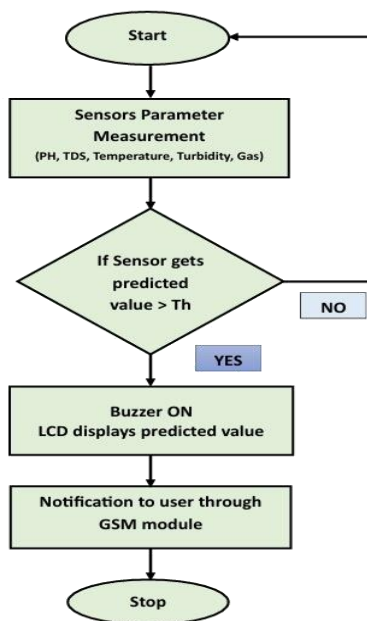 Start
Sensors Parameter
Measurement
(PH, TDS, Temperature, Turbidity, Gas)
If Sensor gets
predicted
value > Th
NO
YES
Buzzer ON
LCD displays predicted value
Notification to user through
GSM module
Stop